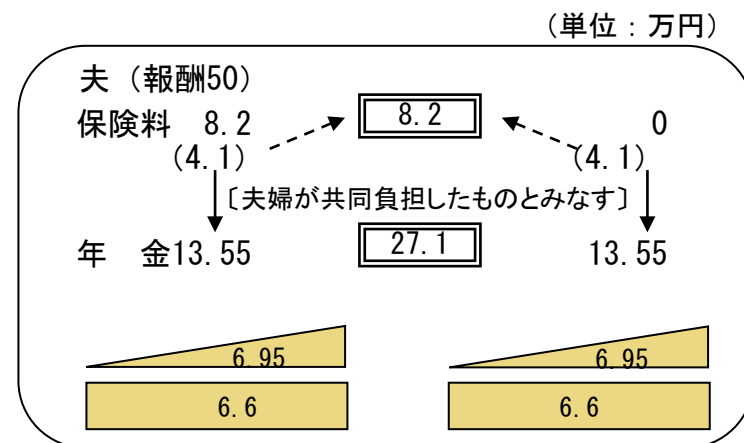 （単位：万円）
夫（報酬50）
保険料 8.2 8.2 0
(4.1) (4.1)
〔夫婦が共同負担したものとみなす〕
年　金13.55 27.1 13.55
6.95 6.95
6.6 6.6